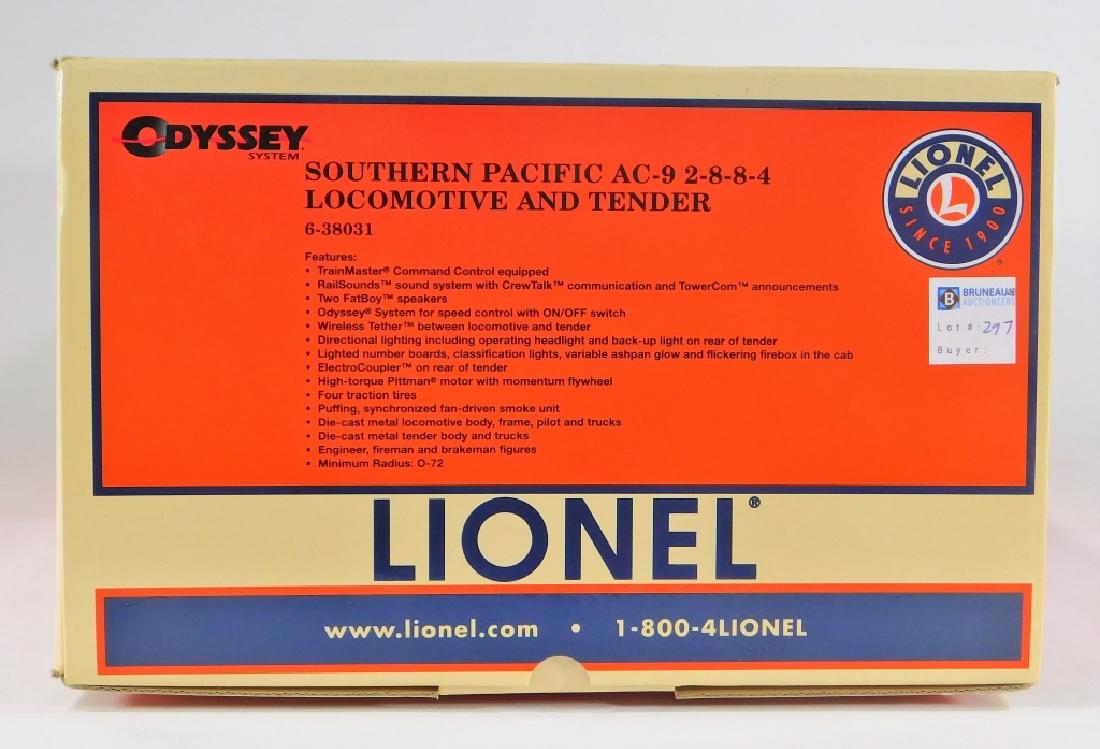 ODYSSEY
SYSTEM
SOUTHERN PACIFIC AC-9 2-8-8-4
LOCOMOTIVE AND TENDER
6-38031
Features:
• TrainMaster® Command Control equipped
• RailSounds™ sound system with CrewTalk™ communication and TowerCom™ announcements
• Two FatBoy™ speakers
• Odyssey® System for speed control with ON/OFF switch
• Wireless Tether™ between locomotive and tender
• Directional lighting including operating headlight and back-up light on rear of tender
• Lighted number boards, classification lights, variable ashpan glow and flickering firebox in the cab
• ElectroCoupler™ on rear of tender
• High-torque Pittman® motor with momentum flywheel
• Four traction tires
• Puffing, synchronized fan-driven smoke unit
• Die-cast metal locomotive body, frame, pilot and trucks
• Die-cast metal tender body and trucks
• Engineer, fireman and brakeman figures
• Minimum Radius: O-72
LIONEL
L
SINCE 1900
®
B BRUNEAU &
AUCTIONEERS
Lot #: 297
Buyer:
LIONEL®
www.lionel.com • 1-800-4LIONEL